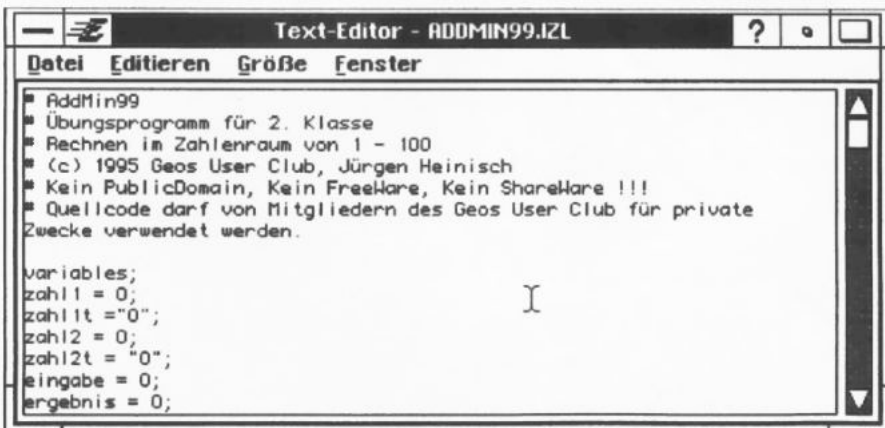 Text-Editor - ADDMIN99.IZL ?
Datei Editieren Größe Fenster
# AddMin99
# Übungsprogramm für 2. Klasse
# Rechnen im Zahlenraum von 1 - 100
# (c) 1995 Geos User Club, Jürgen Heinisch
# Kein PublicDomain, Kein FreeWare, Kein ShareWare !!!
# Quellcode darf von Mitgliedern des Geos User Club für private
Zwecke verwendet werden.
variables;
zahl1 = 0;
zahl1t ="0";
zahl2 = 0;
zahl2t = "0";
eingabe = 0;
ergebnis = 0;